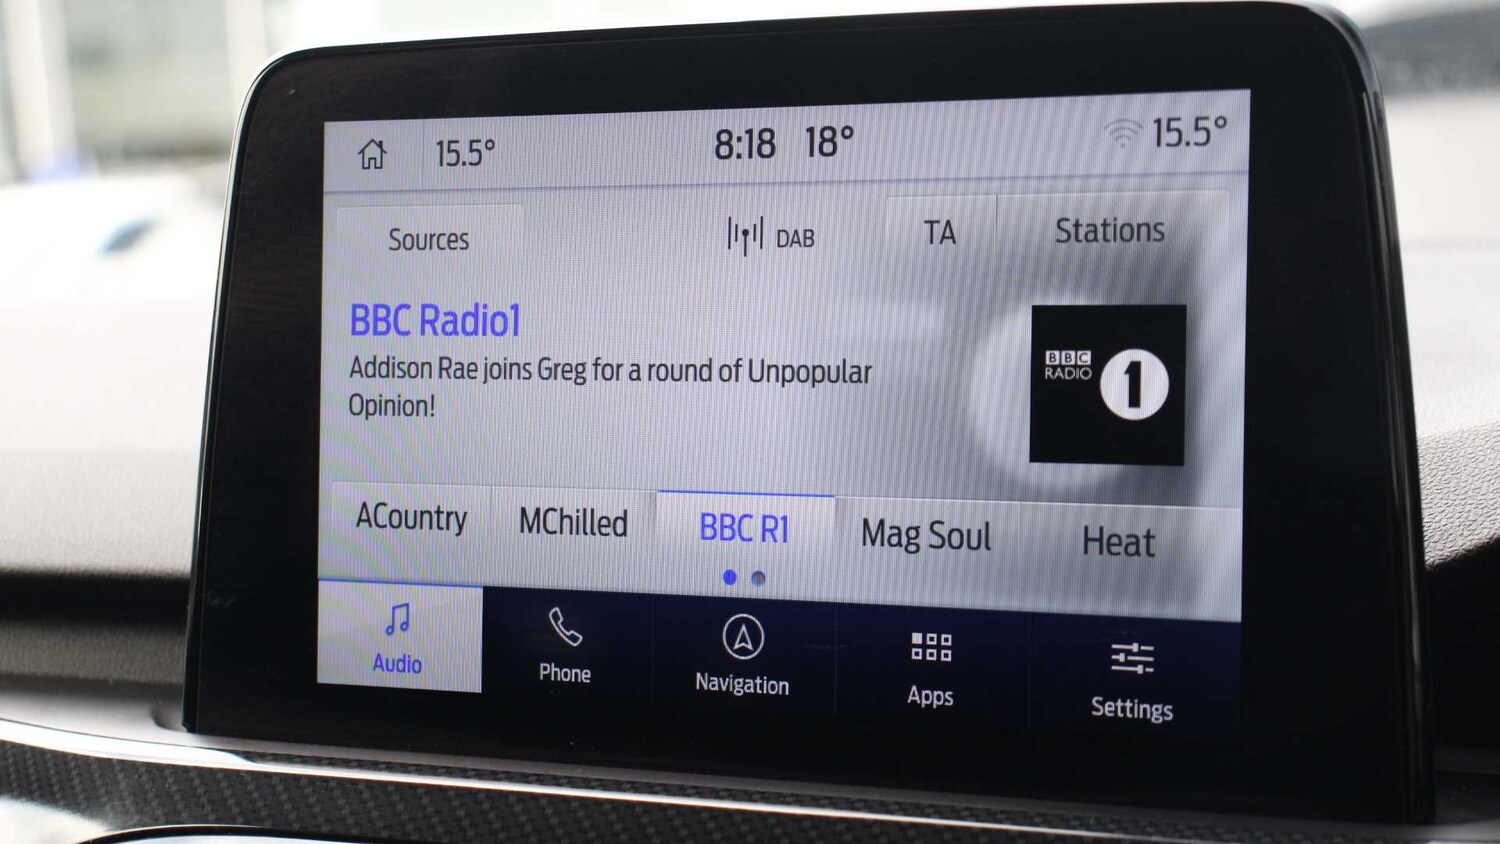 15.5° 8:18 18° 15.5°
Sources DAB TA Stations
BBC Radio1
Addison Rae joins Greg for a round of Unpopular
Opinion!
BBC
RADIO 1
ACountry MChilled BBC R1 Mag Soul Heat
Audio Phone Navigation Apps Settings